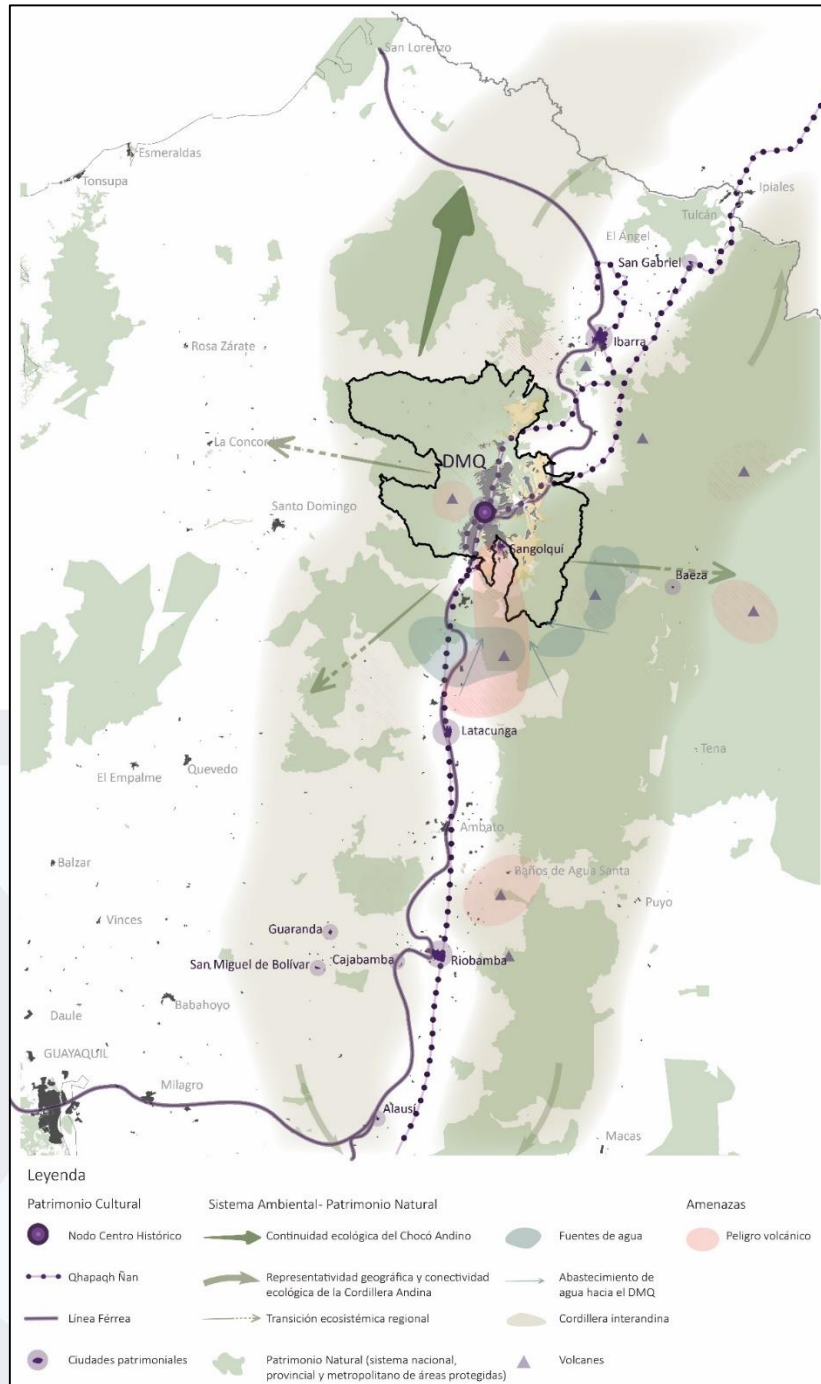 San Lorenzo
Esmeraldas
Tonsupa
Ipiales
Tulcán
El Ángel
San Gabriel
Ibarra
Rosa Zárate
La Concordia
DMQ
Santo Domingo
Sangolquí
Baeza
Latacunga
Tena
Quevedo
El Empalme
Ambato
Balzar
Baños de Agua Santa
Puyo
Vinces
Guaranda
San Miguel de Bolívar
Cajabamba
Riobamba
Babahoyo
Daule
GUAYAQUIL
Milagro
Alausí
Macas
Leyenda
Patrimonio Cultural
Nodo Centro Histórico
Qhapaqh Ñan
Línea Férrea
Ciudades patrimoniales
Sistema Ambiental- Patrimonio Natural
Continuidad ecológica del Chocó Andino
Representatividad geográfica y conectividad
ecológica de la Cordillera Andina
Transición ecosistémica regional
Patrimonio Natural (sistema nacional,
provincial y metropolitano de áreas protegidas)
Fuentes de agua
Abastecimiento de
agua hacia el DMQ
Cordillera interandina
Volcanes
Amenazas
Peligro volcánico